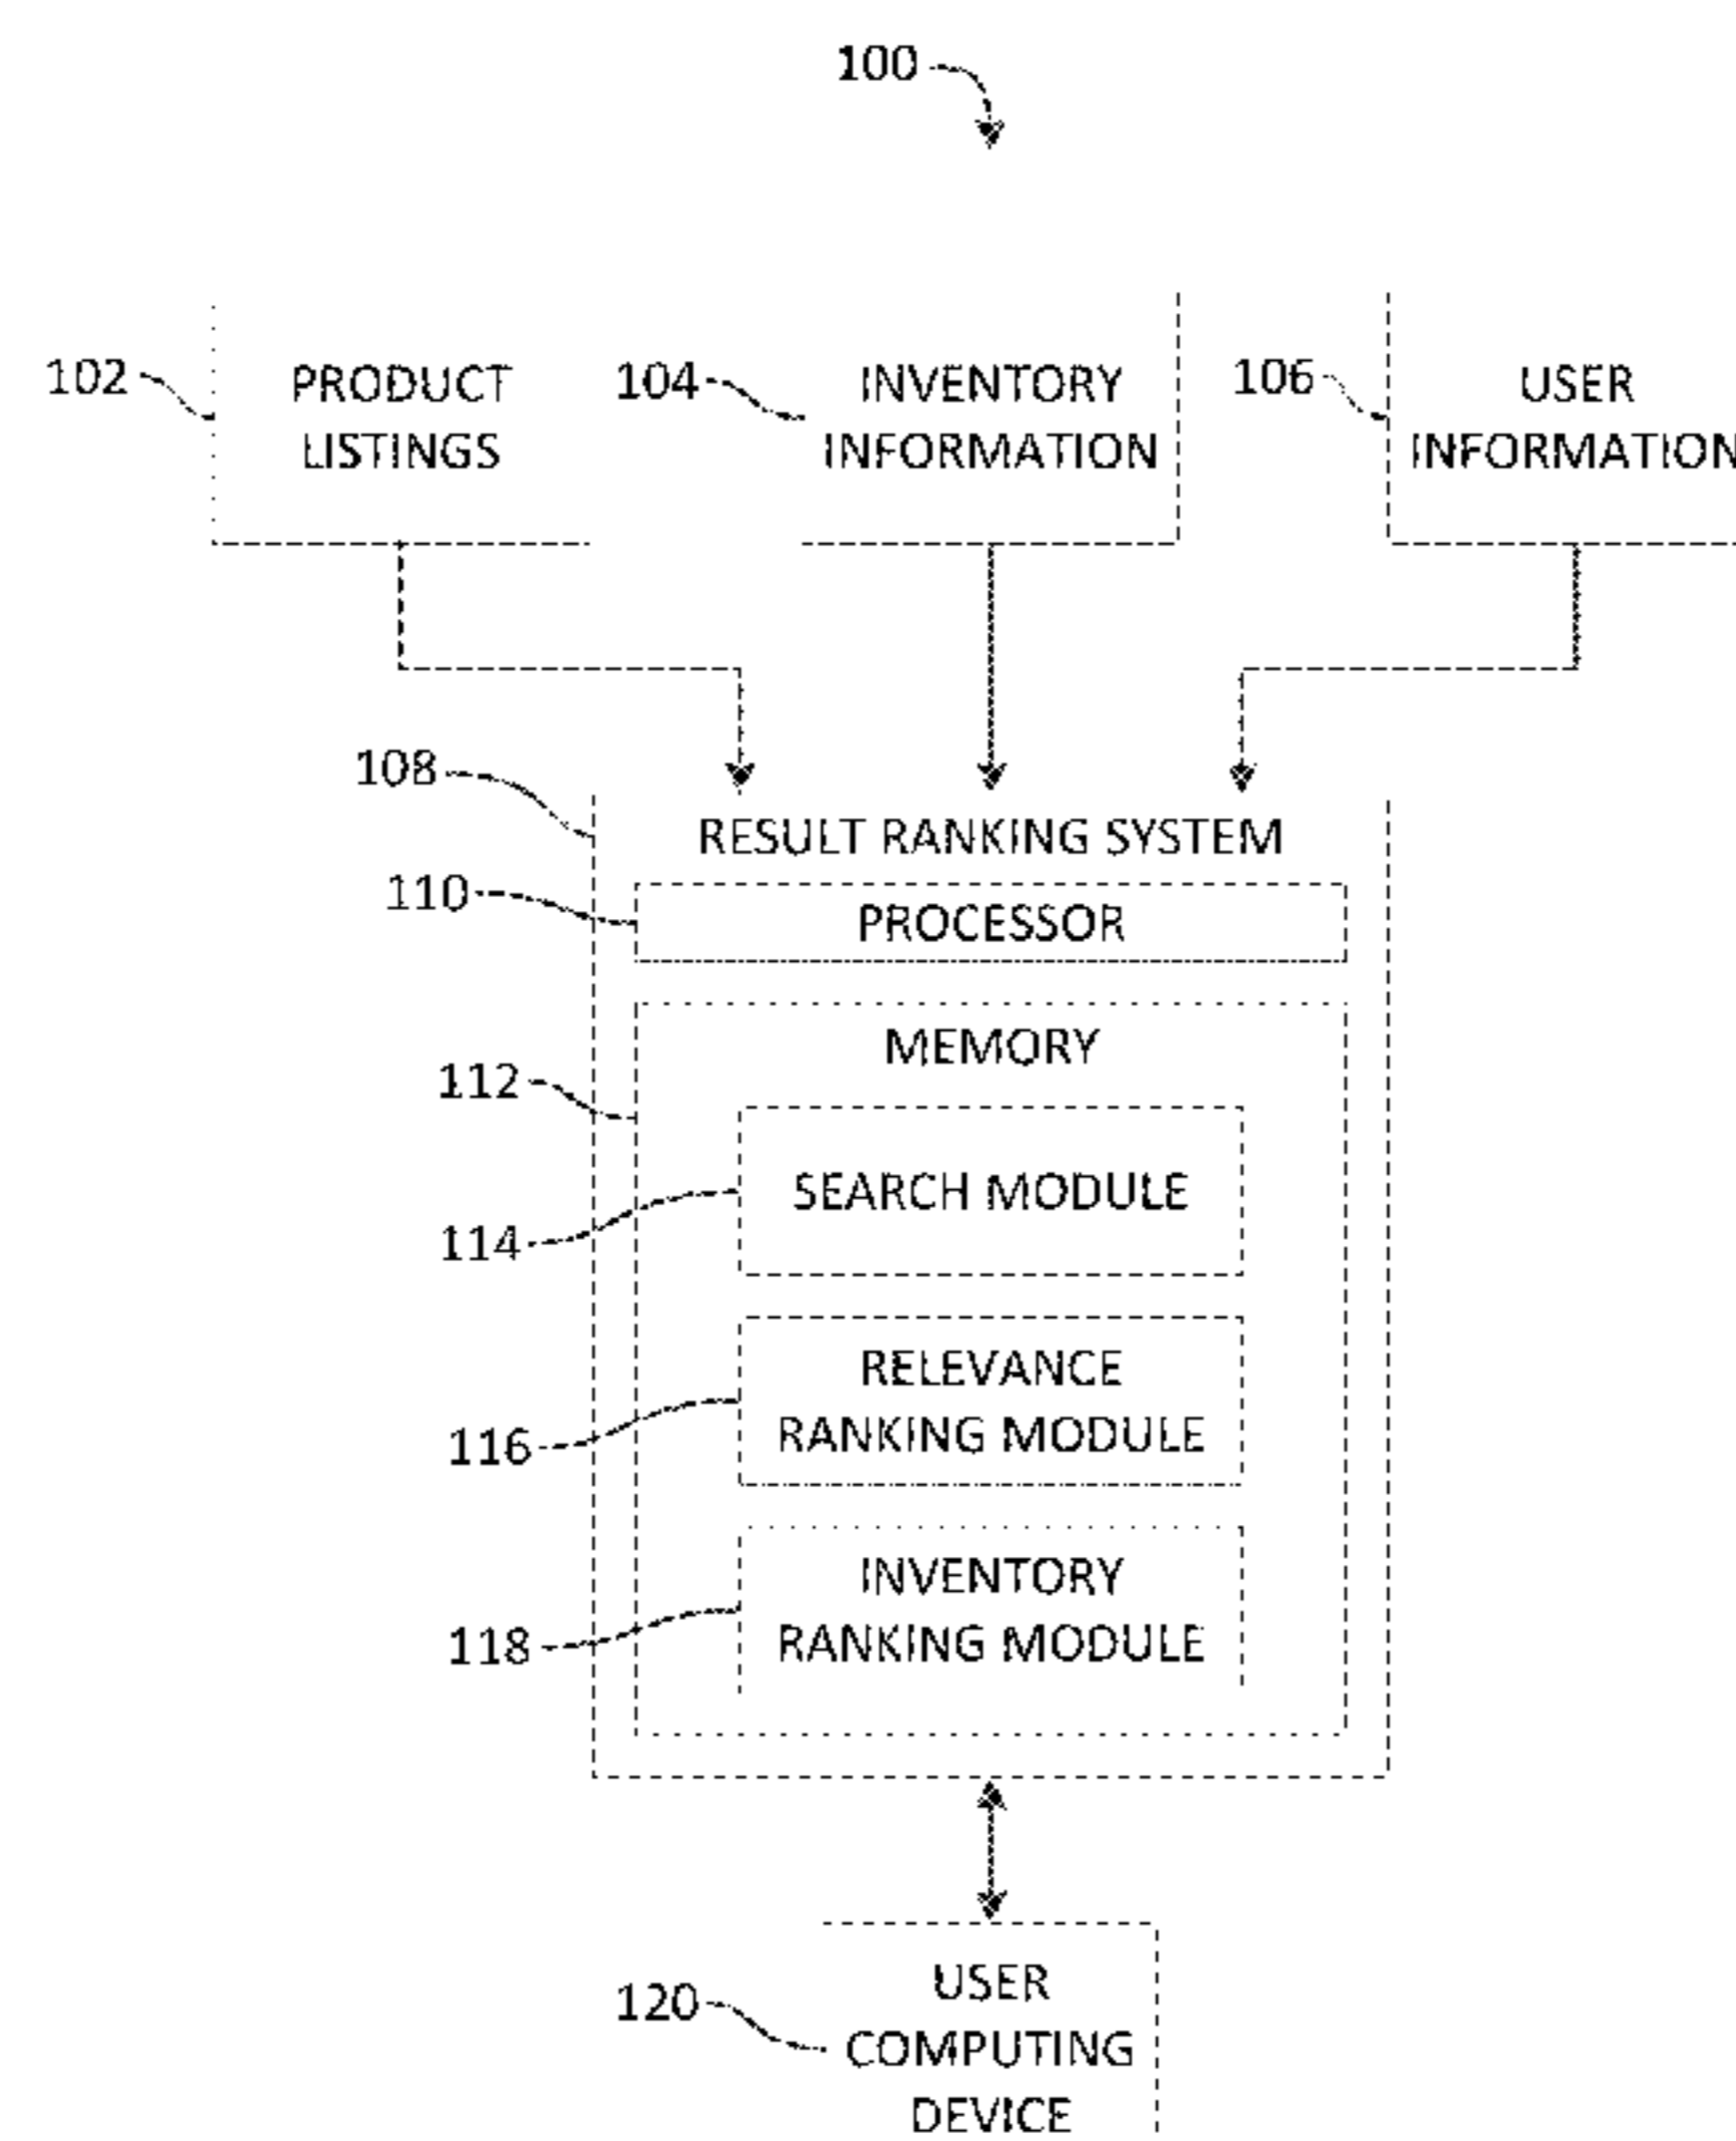 100
102
PRODUCT
LISTINGS
104
INVENTORY
INFORMATION
106
USER
INFORMATION
108
RESULT RANKING SYSTEM
110
PROCESSOR
MEMORY
112
SEARCH MODULE
114
RELEVANCE
RANKING MODULE
116
INVENTORY
RANKING MODULE
118
USER
COMPUTING
DEVICE
120